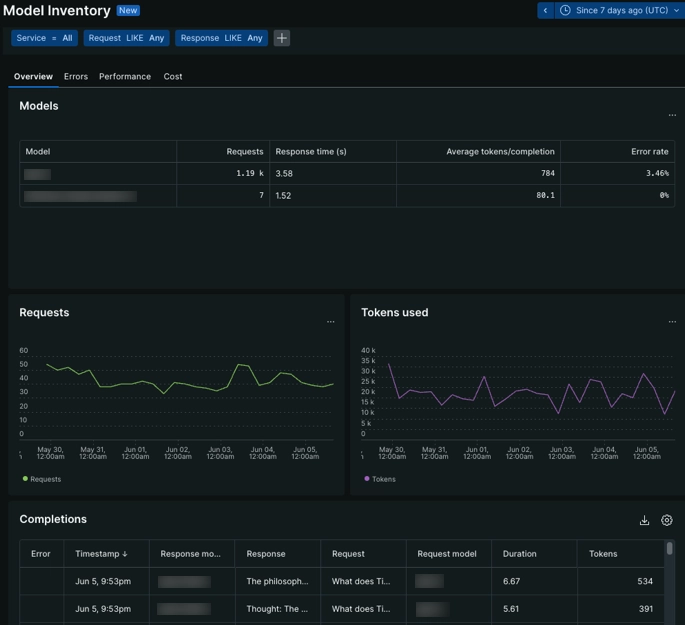 Model Inventory New
Since 7 days ago (UTC)
Service = All Request LIKE Any Response LIKE Any
Overview Errors Performance Cost
Models
...
Model Requests Response time (s) Average tokens/completion Error rate
1.19 k 3.58 784 3.46%
7 1.52 80.1 0%
Requests
...
60
50
40
30
20
10
0
May 30, 12:00am
May 31, 12:00am
Jun 01, 12:00am
Jun 02, 12:00am
Jun 03, 12:00am
Jun 04, 12:00am
Jun 05, 12:00am
Requests
Tokens used
...
40 k
35 k
30 k
25 k
20 k
15 k
10 k
5 k
0
May 30, 12:00am
May 31, 12:00am
Jun 01, 12:00am
Jun 02, 12:00am
Jun 03, 12:00am
Jun 04, 12:00am
Jun 05, 12:00am
Tokens
Completions
Error Timestamp ↓ Response mo... Response Request Request model Duration Tokens
Jun 5, 9:53pm The philosoph... What does Ti... 6.67 534
Jun 5, 9:53pm Thought: The ... What does Ti... 5.61 391